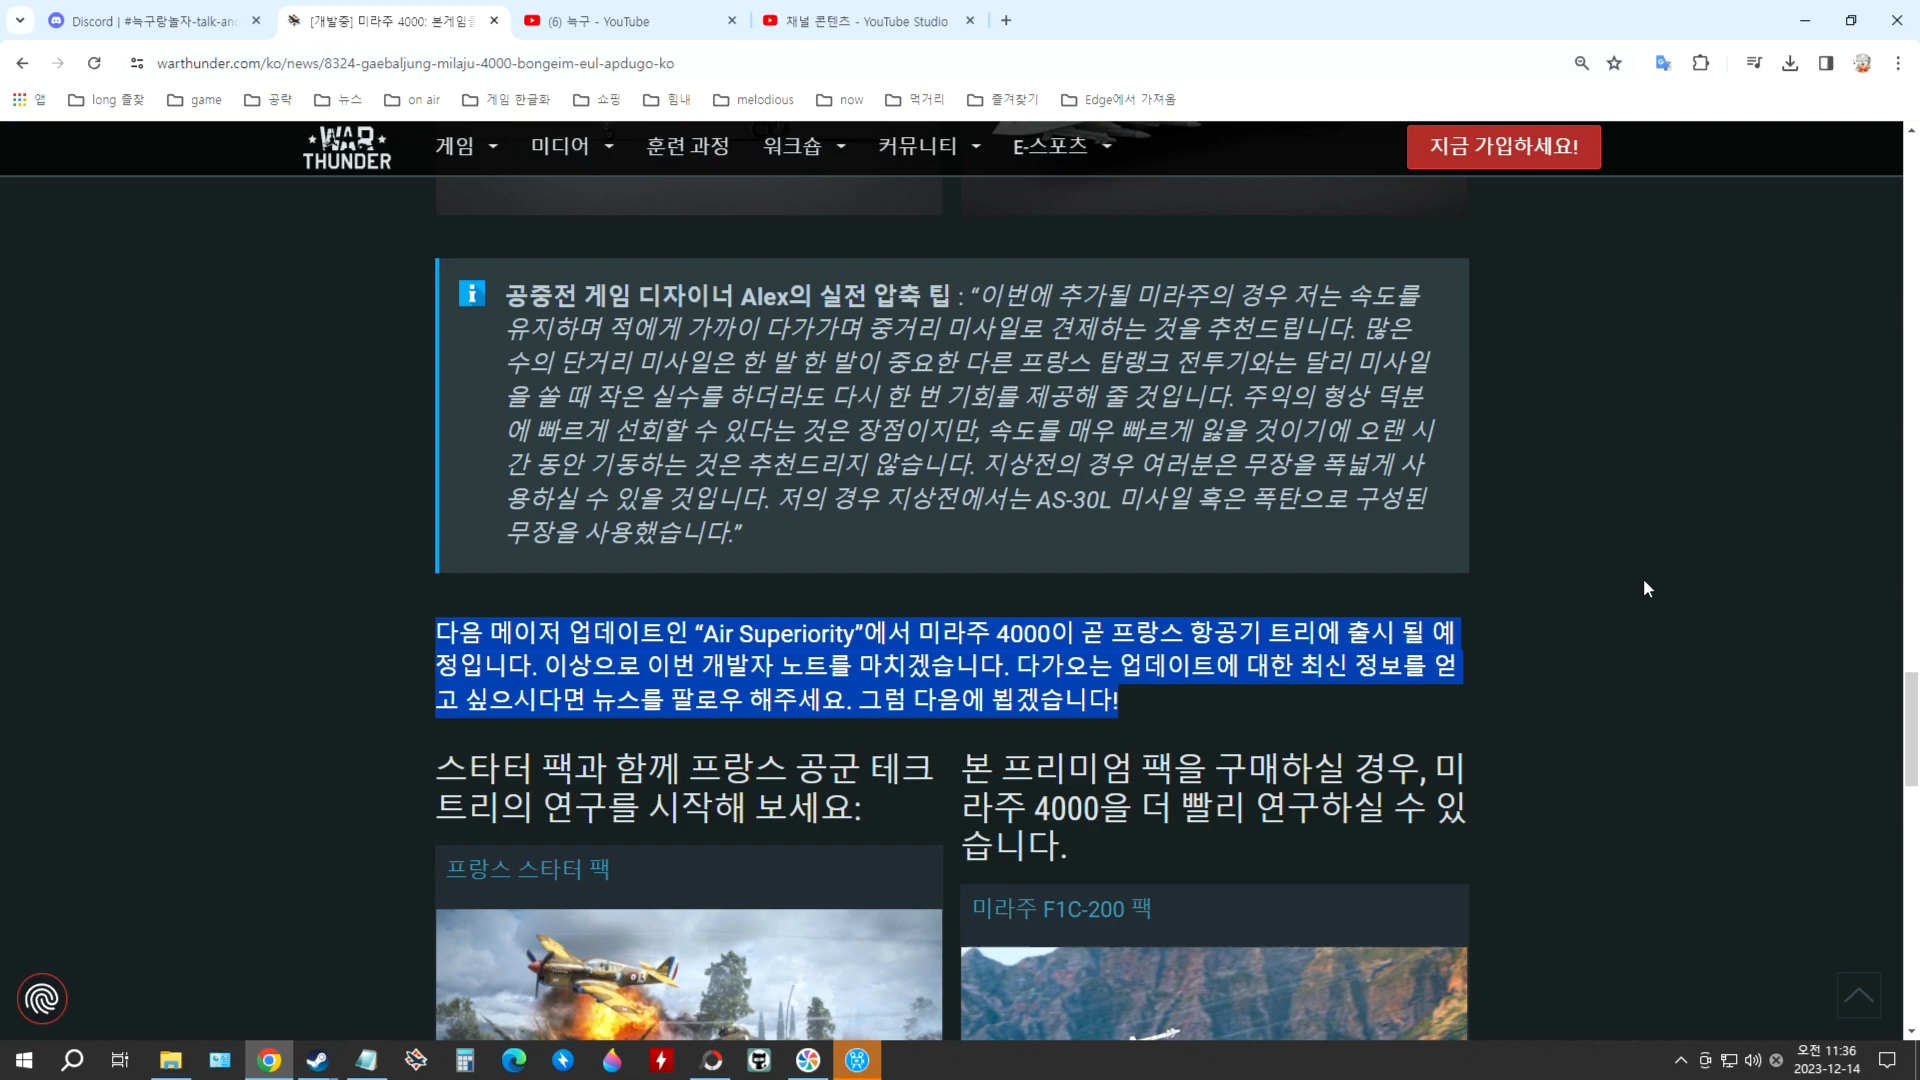 Discord | #늑구랑놀자-talk-and
[개발중] 미라주 4000: 본게임을
(6) 늑구 - YouTube
채널 콘텐츠 - YouTube Studio
warthunder.com/ko/news/8324-gaebaljung-milaju-4000-bongeim-eul-apdugo-ko
앱
long 즐찾
game
공략
뉴스
on air
게임 한글화
쇼핑
힘내
melodious
now
먹거리
즐겨찾기
Edge에서 가져옴
WAR
THUNDER
게임
미디어
훈련 과정
워크숍
커뮤니티
E-스포츠
지금 가입하세요!
공중전 게임 디자이너 Alex의 실전 압축 팁 : “이번에 추가될 미라주의 경우 저는 속도를
유지하며 적에게 가까이 다가가며 중거리 미사일로 견제하는 것을 추천드립니다. 많은
수의 단거리 미사일은 한 발 한 발이 중요한 다른 프랑스 탑랭크 전투기와는 달리 미사일
을 쏠 때 작은 실수를 하더라도 다시 한 번 기회를 제공해 줄 것입니다. 주익의 형상 덕분
에 빠르게 선회할 수 있다는 것은 장점이지만, 속도를 매우 빠르게 잃을 것이기에 오랜 시
간 동안 기동하는 것은 추천드리지 않습니다. 지상전의 경우 여러분은 무장을 폭넓게 사
용하실 수 있을 것입니다. 저의 경우 지상전에서는 AS-30L 미사일 혹은 폭탄으로 구성된
무장을 사용했습니다.”
다음 메이저 업데이트인 “Air Superiority”에서 미라주 4000이 곧 프랑스 항공기 트리에 출시 될 예
정입니다. 이상으로 이번 개발자 노트를 마치겠습니다. 다가오는 업데이트에 대한 최신 정보를 얻
고 싶으시다면 뉴스를 팔로우 해주세요. 그럼 다음에 뵙겠습니다!
스타터 팩과 함께 프랑스 공군 테크
트리의 연구를 시작해 보세요:
프랑스 스타터 팩
본 프리미엄 팩을 구매하실 경우, 미
라주 4000을 더 빨리 연구하실 수 있
습니다.
미라주 F1C-200 팩
오전 11:36
2023-12-14